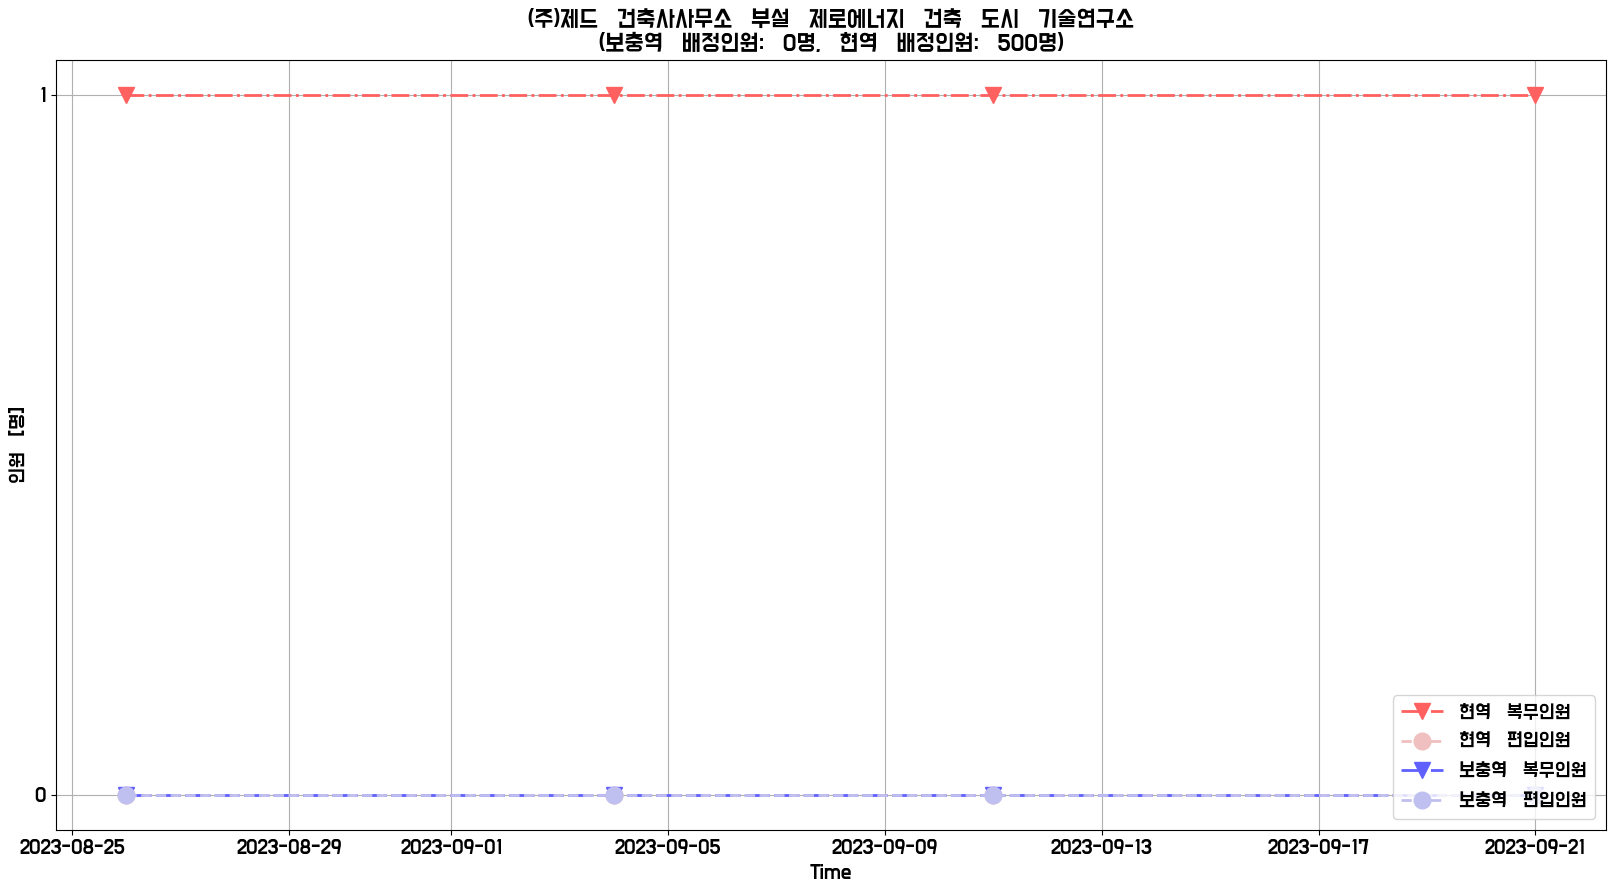 (주)제드 건축사사무소 부설 제로에너지 건축 도시 기술연구소
(보충역 배정인원: 0명, 현역 배정인원: 500명)
1
0
인원 [명]
2023-08-25 2023-08-29 2023-09-01 2023-09-05 2023-09-09 2023-09-13 2023-09-17 2023-09-21
Time
현역 복무인원
현역 편입인원
보충역 복무인원
보충역 편입인원